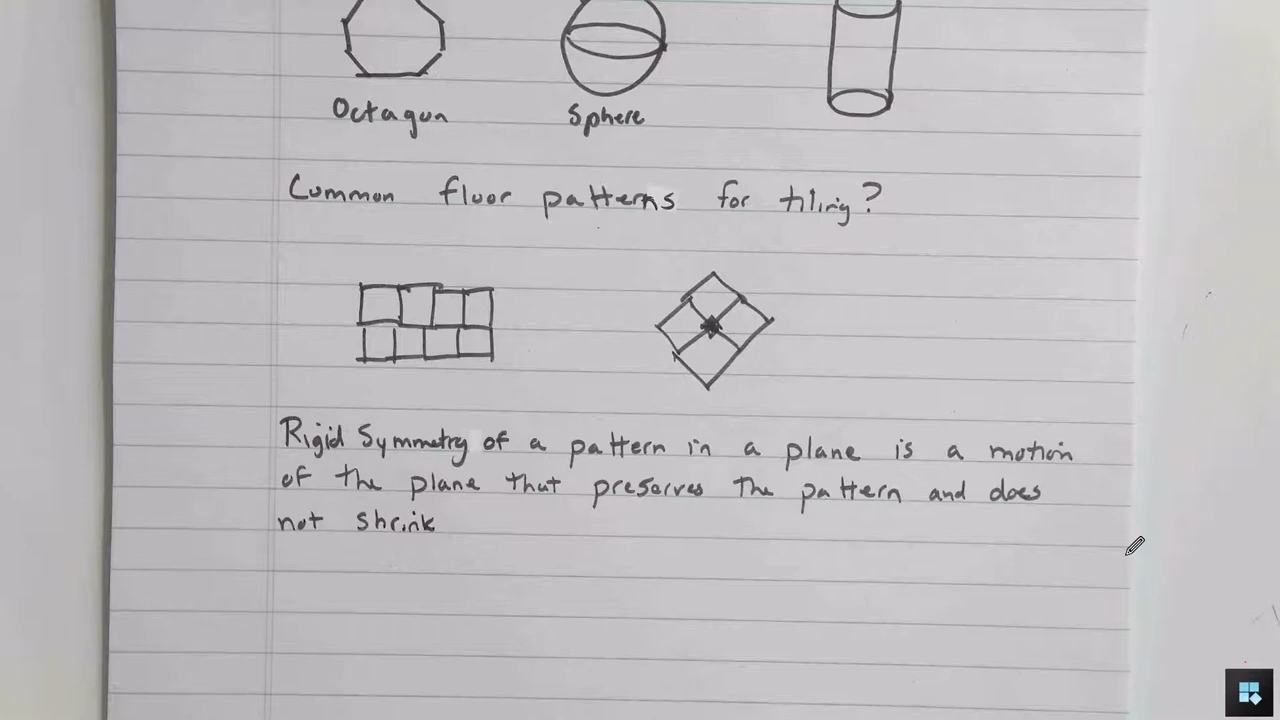 Octagon Sphere
Common floor patterns for tiling?
Rigid Symmetry of a pattern in a plane is a motion
of the plane that preserves the pattern and does
not shrink